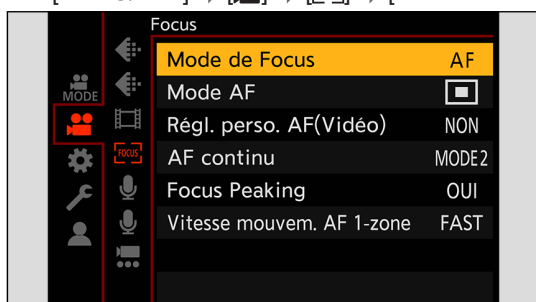 Focus
Mode de Focus AF
MODE
Mode AF
Régl. perso. AF(Vidéo) NON
FOCUS
AF continu MODE2
Focus Peaking OUI
Vitesse mouvem. AF 1-zone FAST